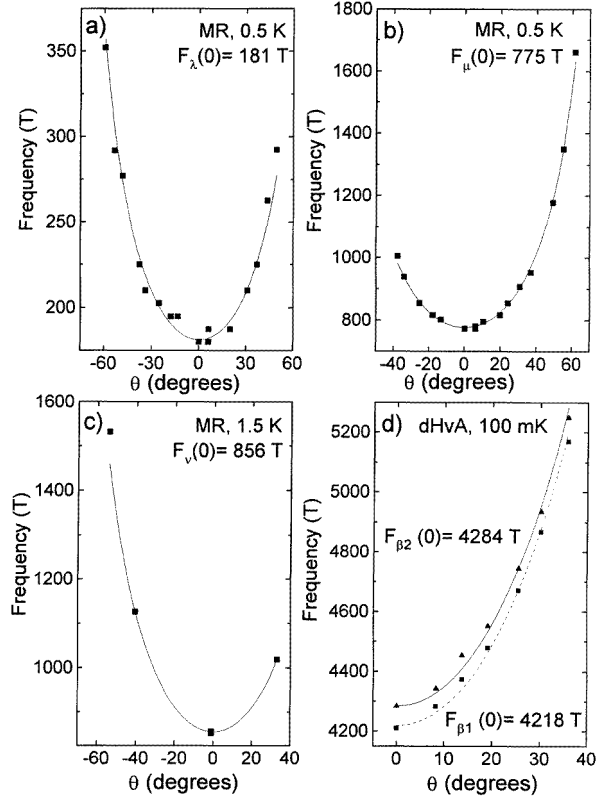 a) MR, 0.5 K
F_λ(0)= 181 T
350
300
250
200
Frequency (T)
-60 -30 0 30 60
θ (degrees)
b) MR, 0.5 K
F_μ(0)= 775 T
1800
1600
1400
1200
1000
800
Frequency (T)
-40 -20 0 20 40 60
θ (degrees)
c) MR, 1.5 K
F_ν(0)= 856 T
1600
1400
1200
1000
Frequency (T)
-60 -40 -20 0 20 40
θ (degrees)
d) dHvA, 100 mK
F_β2 (0)= 4284 T
F_β1 (0)= 4218 T
5200
5000
4800
4600
4400
4200
Frequency (T)
0 10 20 30 40
θ (degrees)